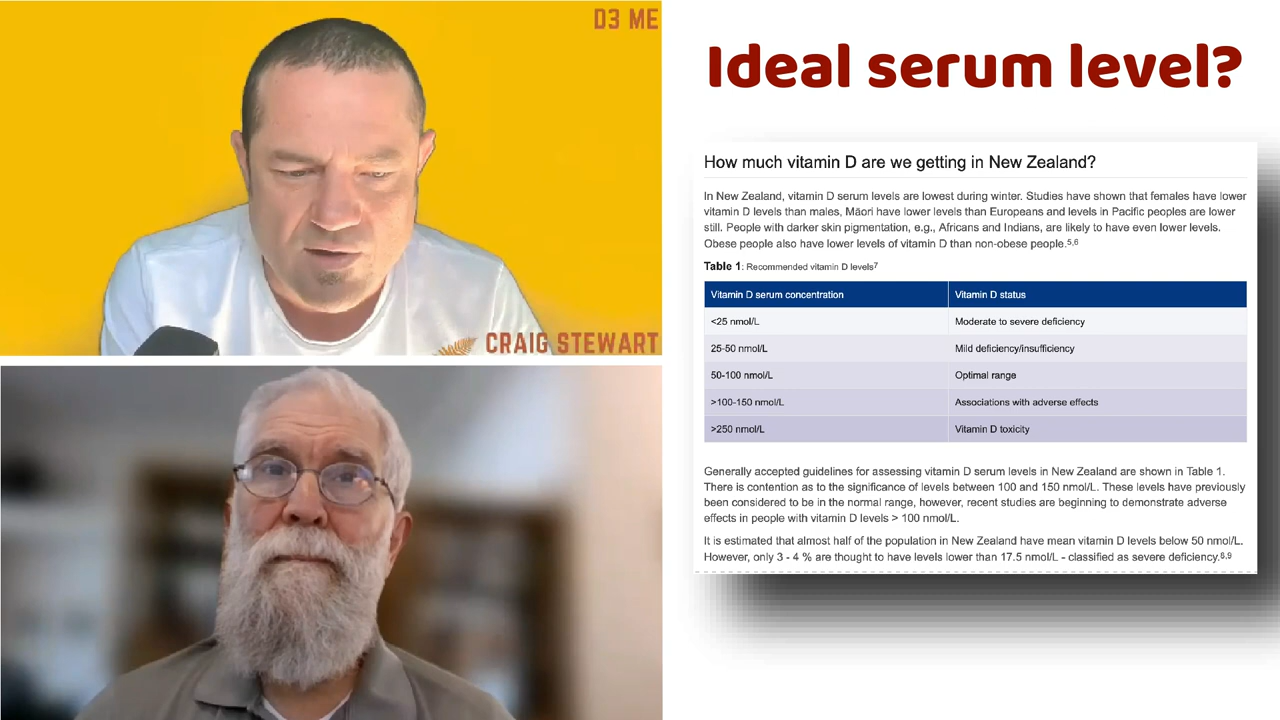 D3 ME
CRAIG STEWART
Ideal serum level?
How much vitamin D are we getting in New Zealand?
In New Zealand, vitamin D serum levels are lowest during winter. Studies have shown that females have lower
vitamin D levels than males, Māori have lower levels than Europeans and levels in Pacific peoples are lower
still. People with darker skin pigmentation, e.g., Africans and Indians, are likely to have even lower levels.
Obese people also have lower levels of vitamin D than non-obese people.5,6
Table 1: Recommended vitamin D levels7
Vitamin D serum concentration Vitamin D status
<25 nmol/L Moderate to severe deficiency
25-50 nmol/L Mild deficiency/insufficiency
50-100 nmol/L Optimal range
>100-150 nmol/L Associations with adverse effects
>250 nmol/L Vitamin D toxicity
Generally accepted guidelines for assessing vitamin D serum levels in New Zealand are shown in Table 1.
There is contention as to the significance of levels between 100 and 150 nmol/L. These levels have previously
been considered to be in the normal range, however, recent studies are beginning to demonstrate adverse
effects in people with vitamin D levels > 100 nmol/L.
It is estimated that almost half of the population in New Zealand have mean vitamin D levels below 50 nmol/L.
However, only 3 - 4 % are thought to have levels lower than 17.5 nmol/L - classified as severe deficiency.8,9